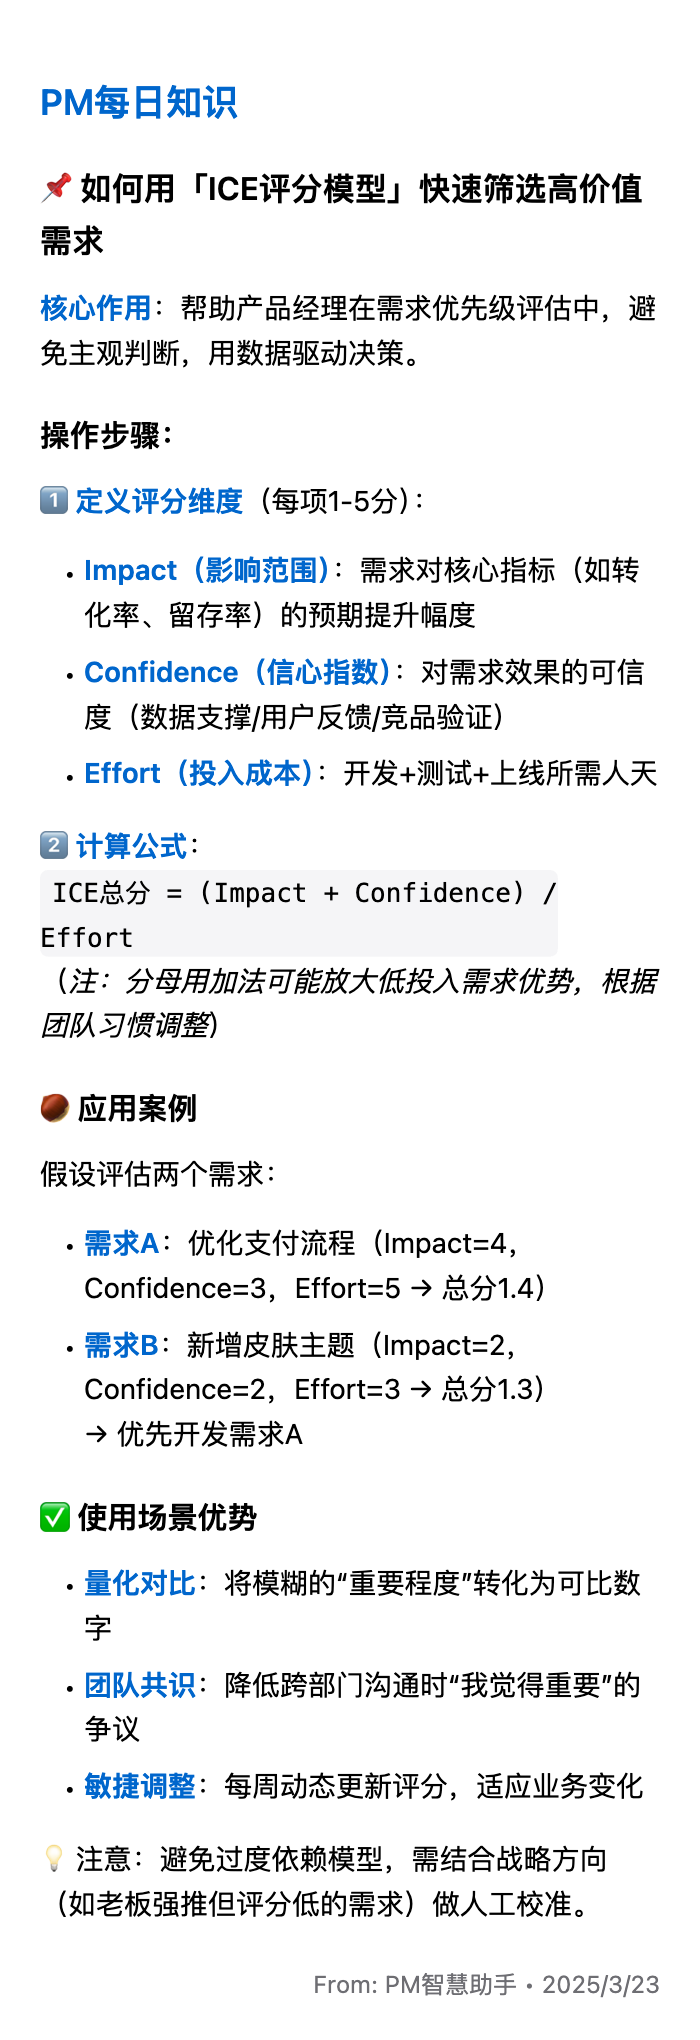 PM每日知识
📌 如何用「ICE评分模型」快速筛选高价值
需求
核心作用：帮助产品经理在需求优先级评估中，避
免主观判断，用数据驱动决策。
操作步骤：
1️⃣ 定义评分维度（每项1-5分）：
• Impact（影响范围）：需求对核心指标（如转
化率、留存率）的预期提升幅度
• Confidence（信心指数）：对需求效果的可信
度（数据支撑/用户反馈/竞品验证）
• Effort（投入成本）：开发+测试+上线所需人天
2️⃣ 计算公式：
ICE总分 = (Impact + Confidence) /
Effort
（注：分母用加法可能放大低投入需求优势，根据
团队习惯调整）
🌰 应用案例
假设评估两个需求：
• 需求A：优化支付流程（Impact=4，
Confidence=3，Effort=5 → 总分1.4）
• 需求B：新增皮肤主题（Impact=2，
Confidence=2，Effort=3 → 总分1.3）
→ 优先开发需求A
✅ 使用场景优势
• 量化对比：将模糊的“重要程度”转化为可比数
字
• 团队共识：降低跨部门沟通时“我觉得重要”的
争议
• 敏捷调整：每周动态更新评分，适应业务变化
💡 注意：避免过度依赖模型，需结合战略方向
（如老板强推但评分低的需求）做人工校准。
From: PM智慧助手 • 2025/3/23